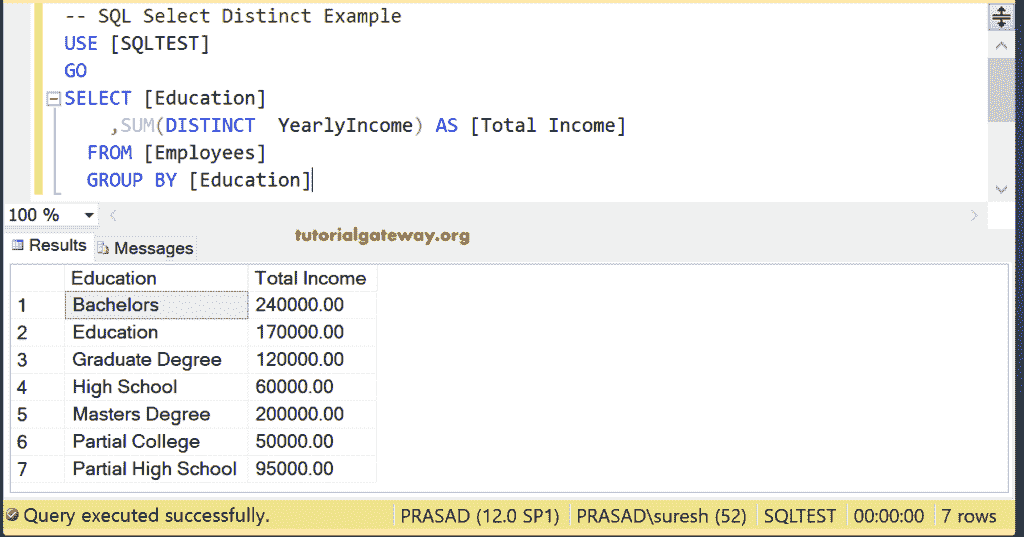 -- SQL Select Distinct Example
USE [SQLTEST]
GO
SELECT [Education]
,SUM(DISTINCT YearlyIncome) AS [Total Income]
FROM [Employees]
GROUP BY [Education]
100 %
tutorialgateway.org
Results Messages
Education Total Income
1 Bachelors 240000.00
2 Education 170000.00
3 Graduate Degree 120000.00
4 High School 60000.00
5 Masters Degree 200000.00
6 Partial College 50000.00
7 Partial High School 95000.00
Query executed successfully. PRASAD (12.0 SP1) PRASAD\suresh (52) SQLTEST 00:00:00 7 rows